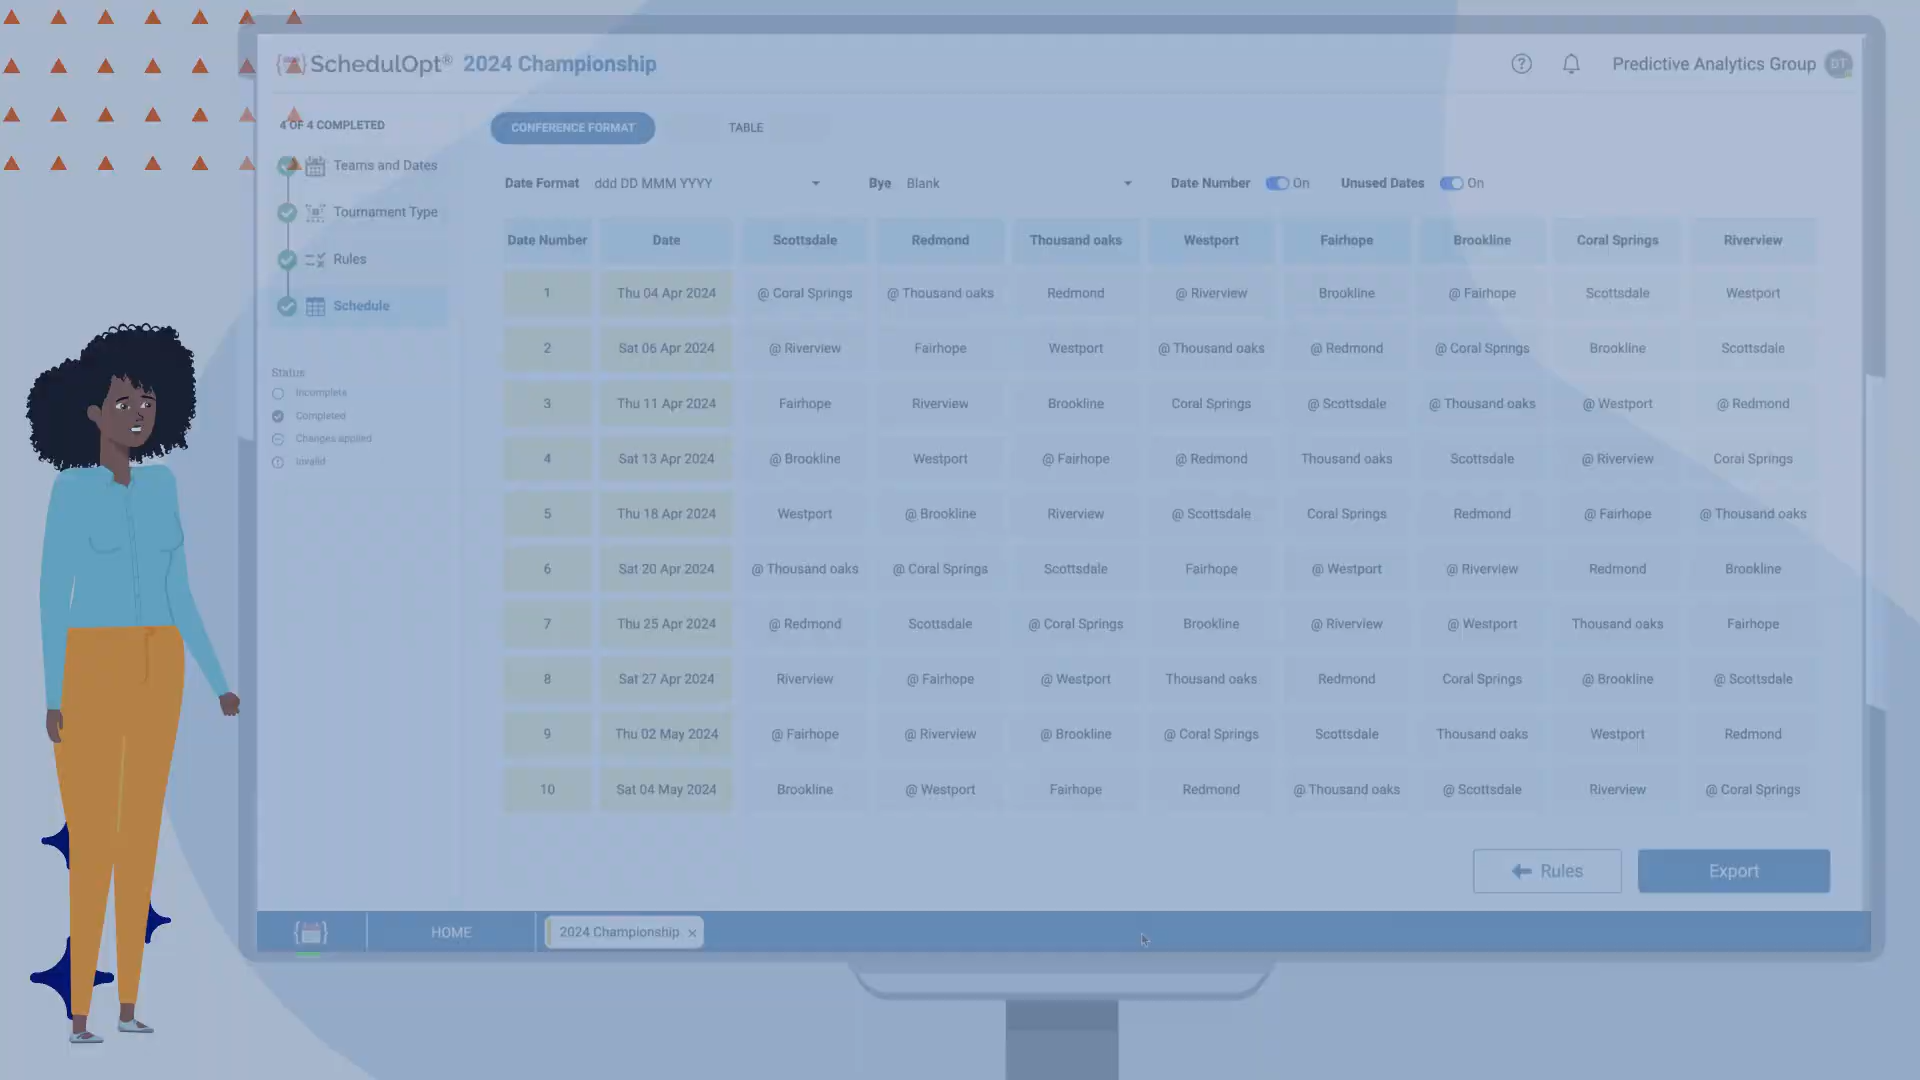 SchedulOpt® 2024 Championship
Predictive Analytics Group DT
4 OF 4 COMPLETED
CONFERENCE FORMAT TABLE
Teams and Dates
Tournament Type
Rules
Schedule
Status
Incomplete
Completed
Changes applied
Invalid
Date Format ddd DD MMM YYYY Bye Blank Date Number On Unused Dates On
Date Number Date Scottsdale Redmond Thousand oaks Westport Fairhope Brookline Coral Springs Riverview
1 Thu 04 Apr 2024 @ Coral Springs @ Thousand oaks Redmond @ Riverview Brookline @ Fairhope Scottsdale Westport
2 Sat 06 Apr 2024 @ Riverview Fairhope Westport @ Thousand oaks @ Redmond @ Coral Springs Brookline Scottsdale
3 Thu 11 Apr 2024 Fairhope Riverview Brookline Coral Springs @ Scottsdale @ Thousand oaks @ Westport @ Redmond
4 Sat 13 Apr 2024 @ Brookline Westport @ Fairhope @ Redmond Thousand oaks Scottsdale @ Riverview Coral Springs
5 Thu 18 Apr 2024 Westport @ Brookline Riverview @ Scottsdale Coral Springs Redmond @ Fairhope @ Thousand oaks
6 Sat 20 Apr 2024 @ Thousand oaks @ Coral Springs Scottsdale Fairhope @ Westport @ Riverview Redmond Brookline
7 Thu 25 Apr 2024 @ Redmond Scottsdale @ Coral Springs Brookline @ Riverview @ Westport Thousand oaks Fairhope
8 Sat 27 Apr 2024 Riverview @ Fairhope @ Westport Thousand oaks Redmond Coral Springs @ Brookline @ Scottsdale
9 Thu 02 May 2024 @ Fairhope @ Riverview @ Brookline @ Coral Springs Scottsdale Thousand oaks Westport Redmond
10 Sat 04 May 2024 Brookline @ Westport Fairhope Redmond @ Thousand oaks @ Scottsdale Riverview @ Coral Springs
Rules Export
HOME 2024 Championship